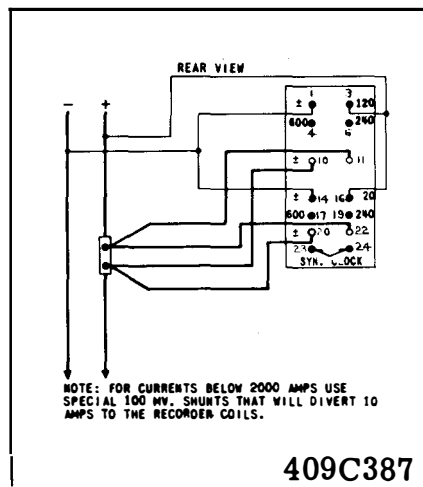 REAR VIEW
- +
1 3
± 120
600 240
4 6
± 10 11
± 14 16 20
600 17 19 240
± 20 22
23 24
SYN. CLOCK
NOTE: FOR CURRENTS BELOW 2000 AMPS USE
SPECIAL 100 MV. SHUNTS THAT WILL DIVERT 10
AMPS TO THE RECORDER COILS.
409C387